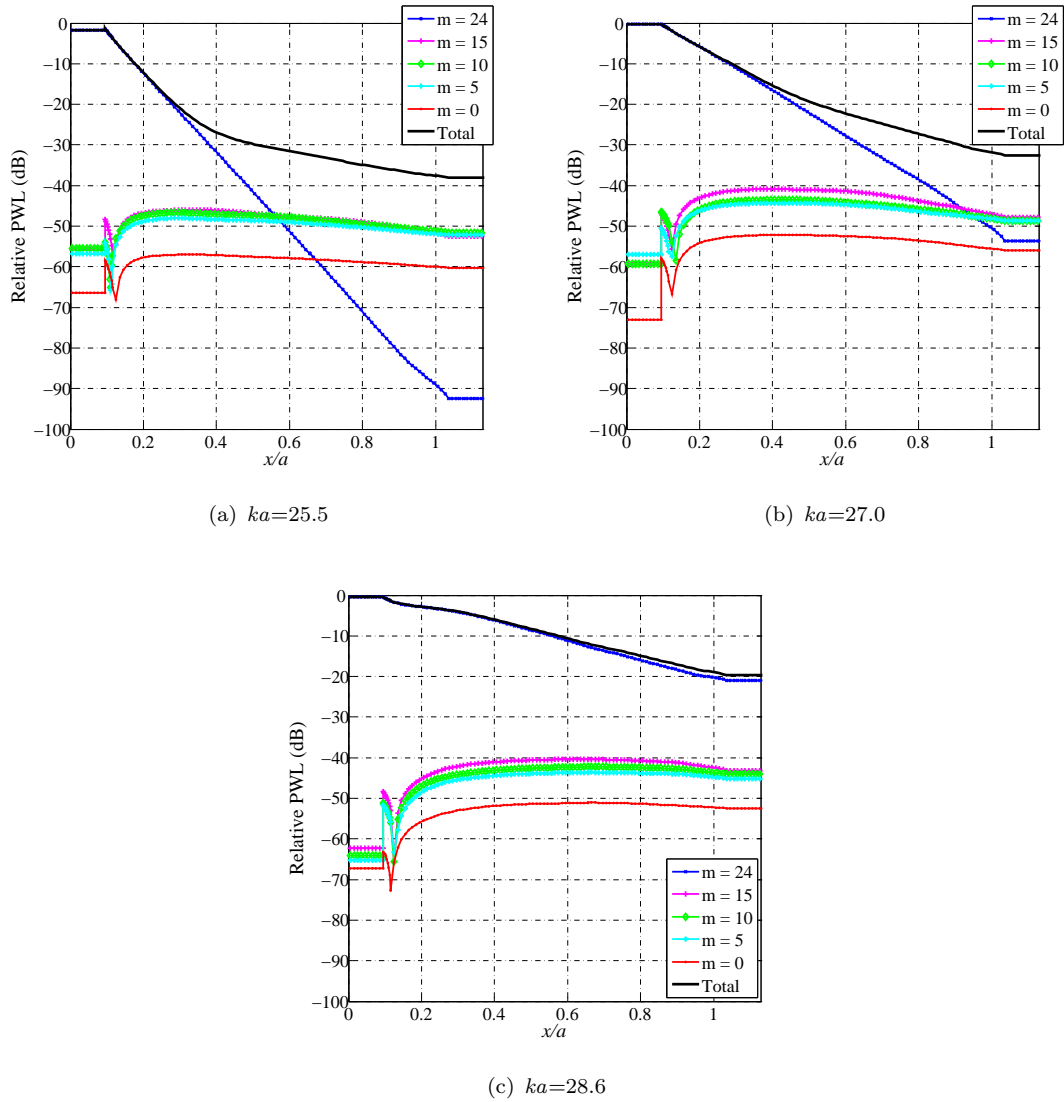 m = 24
m = 15
m = 10
m = 5
m = 0
Total
0
−10
−20
−30
−40
−50
−60
−70
−80
−90
−100
Relative PWL (dB)
0
0.2
0.4
0.6
0.8
1
x/a
(a) ka=25.5
m = 24
m = 15
m = 10
m = 5
m = 0
Total
0
−10
−20
−30
−40
−50
−60
−70
−80
−90
−100
Relative PWL (dB)
0
0.2
0.4
0.6
0.8
1
x/a
(b) ka=27.0
0
−10
−20
−30
−40
−50
−60
−70
−80
−90
−100
Relative PWL (dB)
m = 24
m = 15
m = 10
m = 5
m = 0
Total
0
0.2
0.4
0.6
0.8
1
x/a
(c) ka=28.6